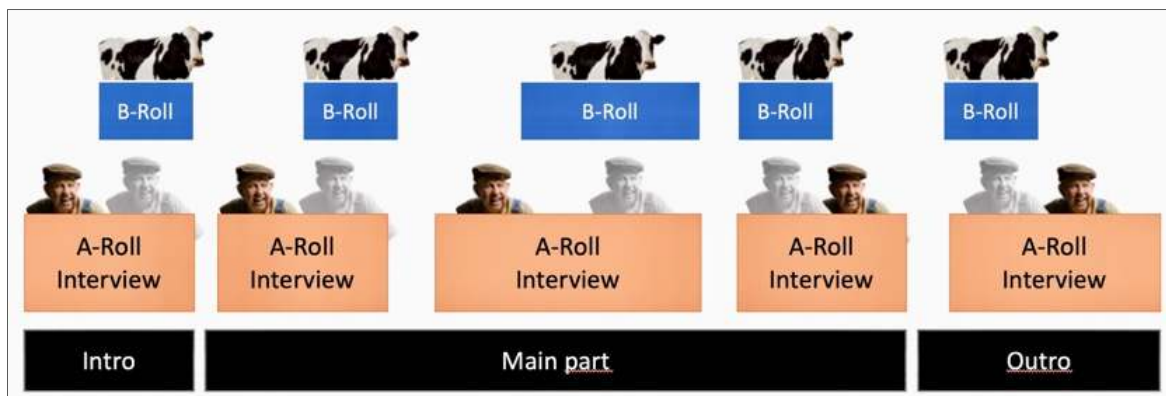 B-Roll
B-Roll
B-Roll
B-Roll
B-Roll
A-Roll
Interview
A-Roll
Interview
A-Roll
Interview
A-Roll
Interview
A-Roll
Interview
Intro
Main part
Outro